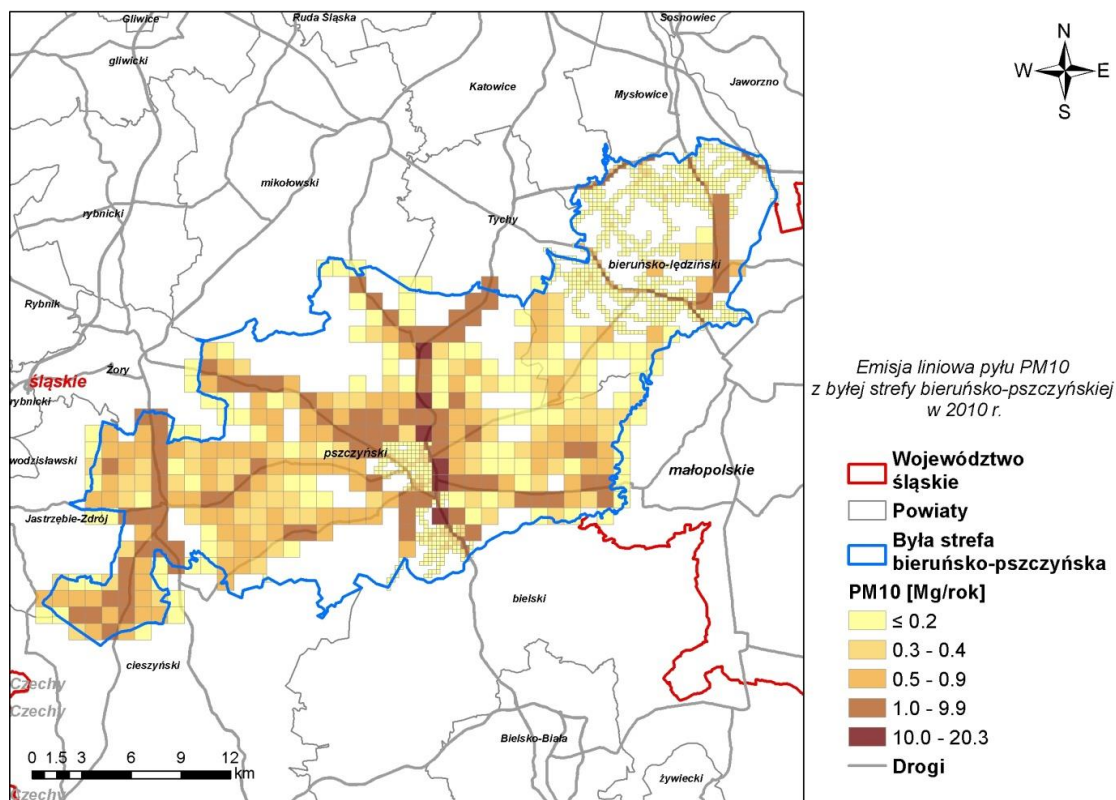 Gliwice
Ruda Śląska
Sosnowiec
gliwicki
Katowice
Mysłowice
Jaworzno
mikołowski
rybnicki
Tychy
bieruńsko-lędziński
Rybnik
Żory
śląskie
rybnicki
wodzisławski
pszczyński
małopolskie
Jastrzębie-Zdrój
bielski
cieszyński
Czechy
Czechy
Czechy
Bielsko-Biała
żywiecki
0 1.5 3 6 9 12
km
N
W E
S
Emisja liniowa pyłu PM10
z byłej strefy bieruńsko-pszczyńskiej
w 2010 r.
Województwo
śląskie
Powiaty
Była strefa
bieruńsko-pszczyńska
PM10 [Mg/rok]
≤ 0.2
0.3 - 0.4
0.5 - 0.9
1.0 - 9.9
10.0 - 20.3
Drogi